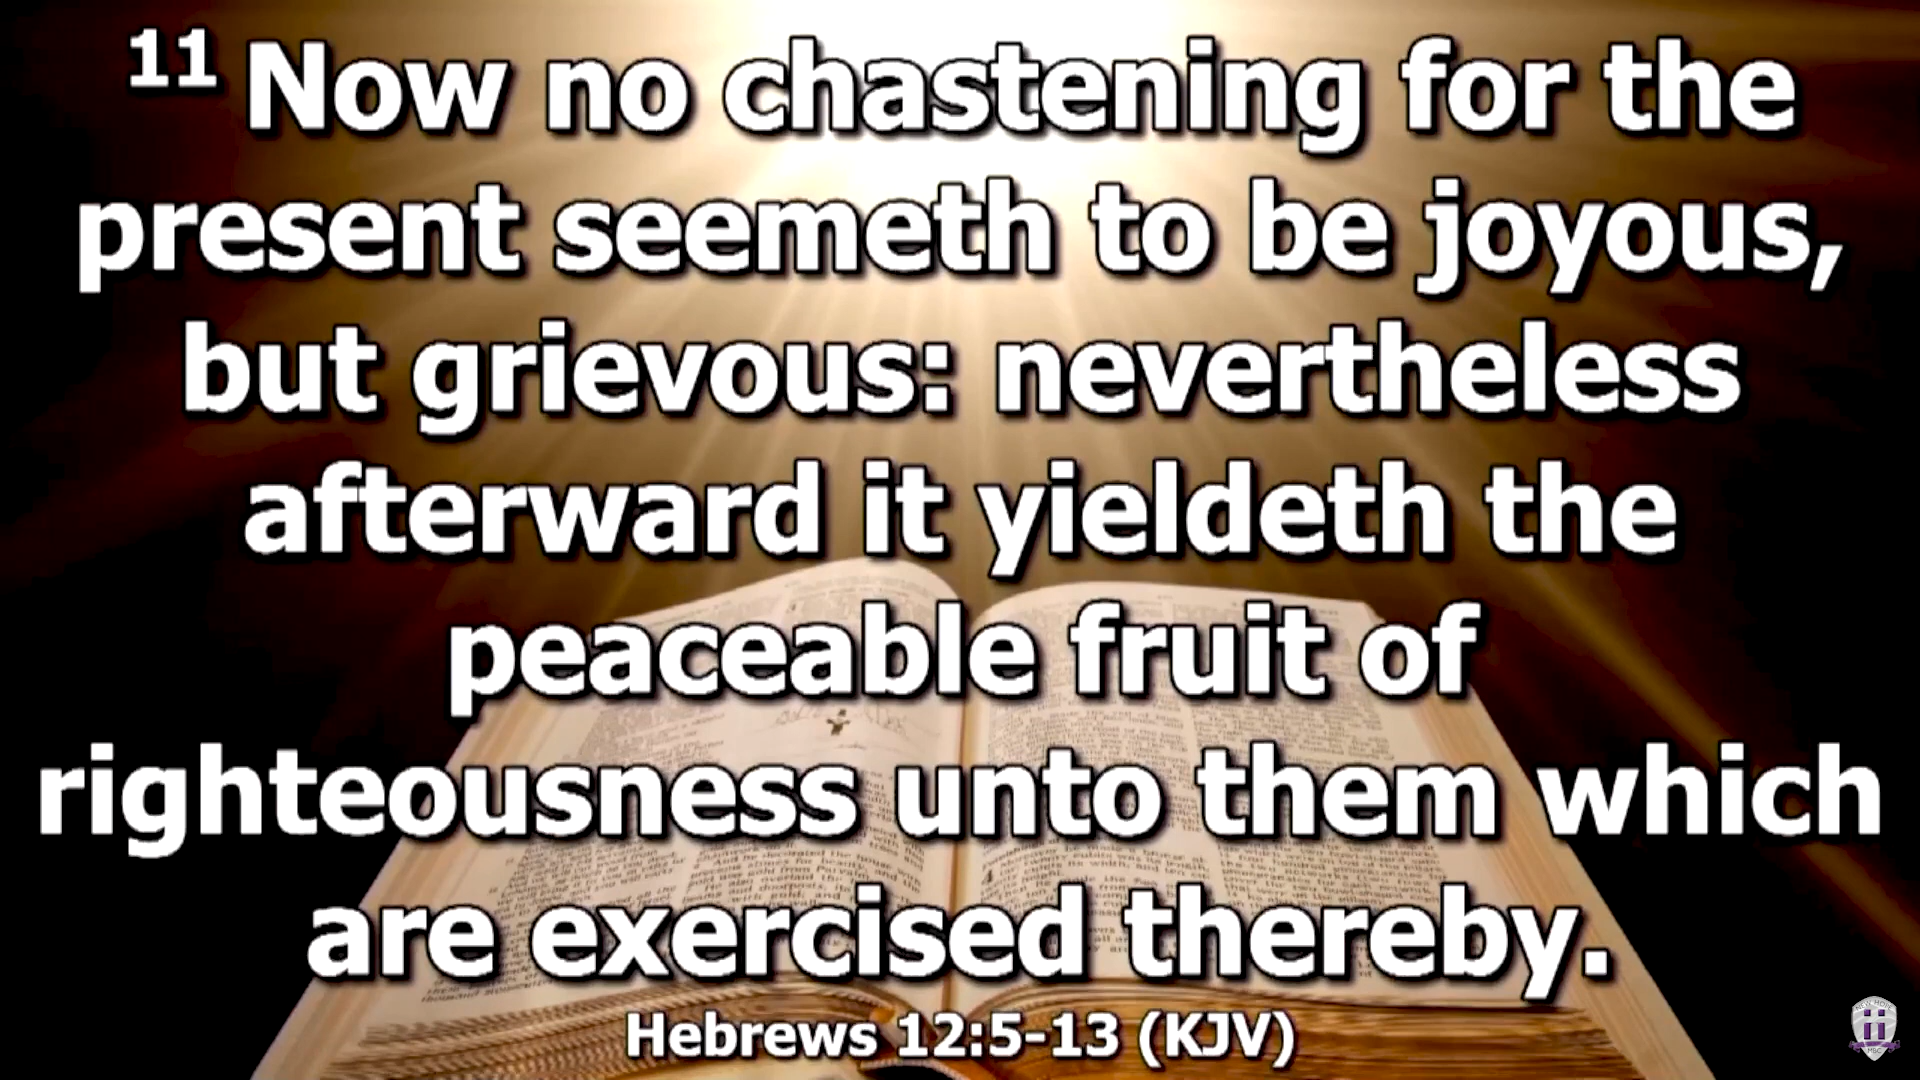 11 Now no chastening for the
present seemeth to be joyous,
but grievous: nevertheless
afterward it yieldeth the
peaceable fruit of
righteousness unto them which
are exercised thereby.
Hebrews 12:5-13 (KJV)